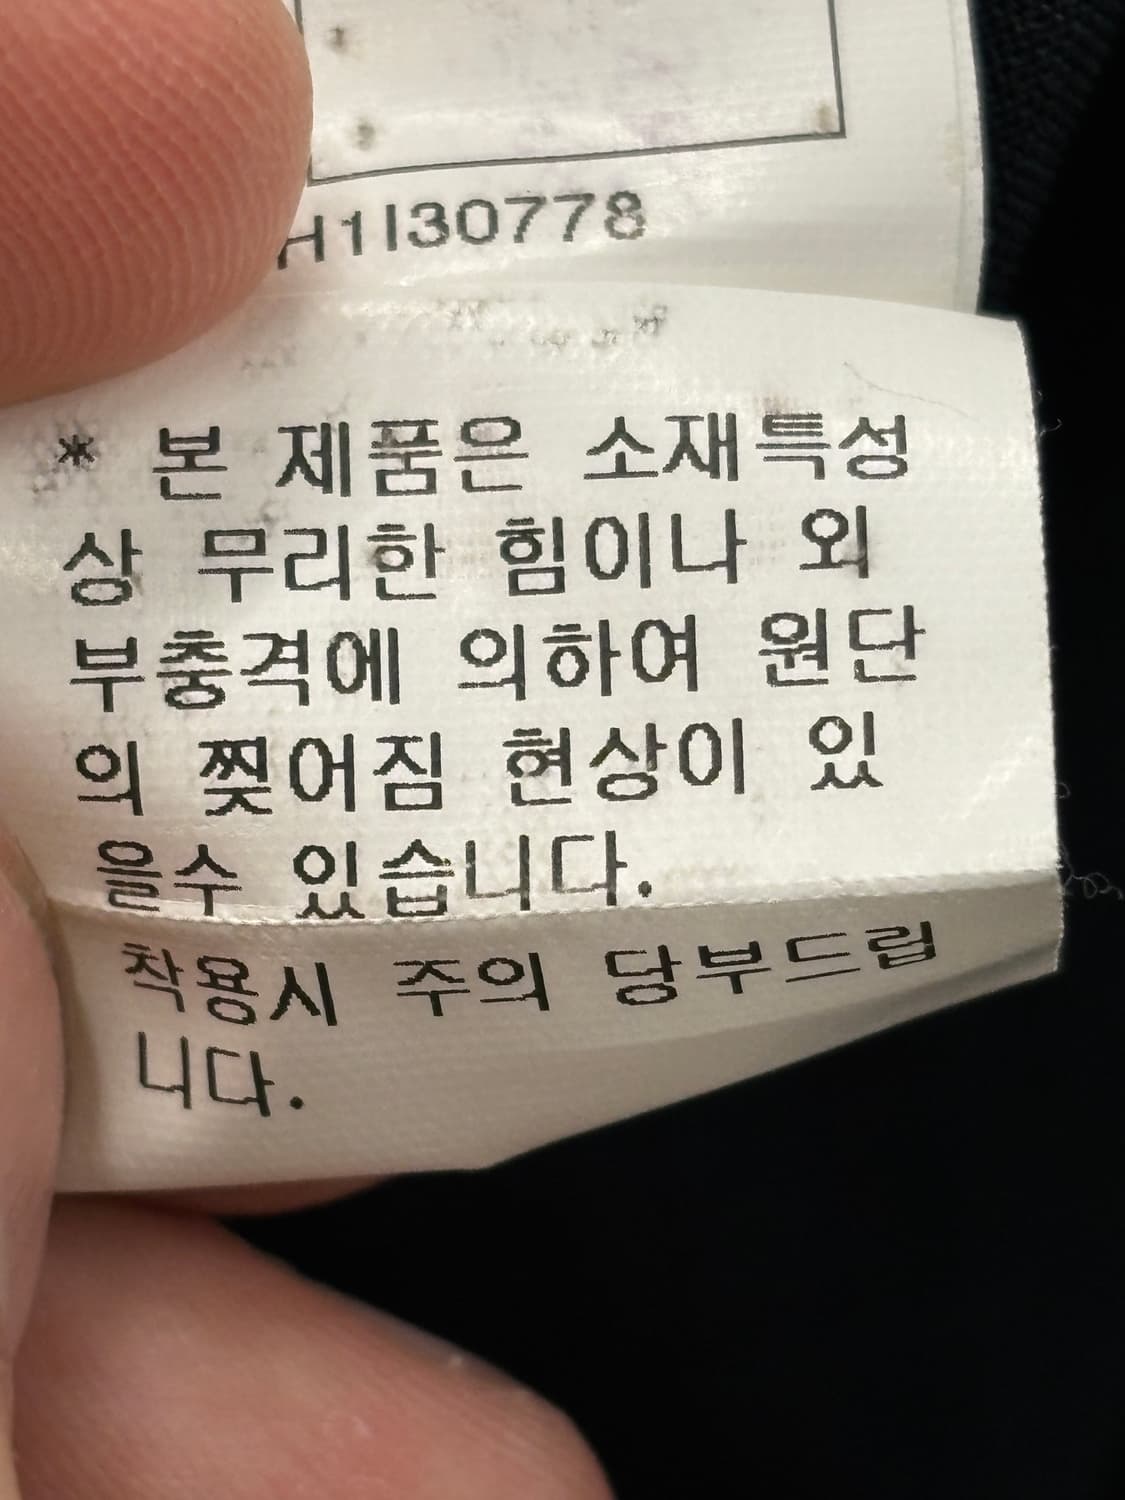 H1I30778
* 본 제품은 소재특성
상 무리한 힘이나 외
부충격에 의하여 원단
의 찢어짐 현상이 있
을수 있습니다.
착용시 주의 당부드립
니다.